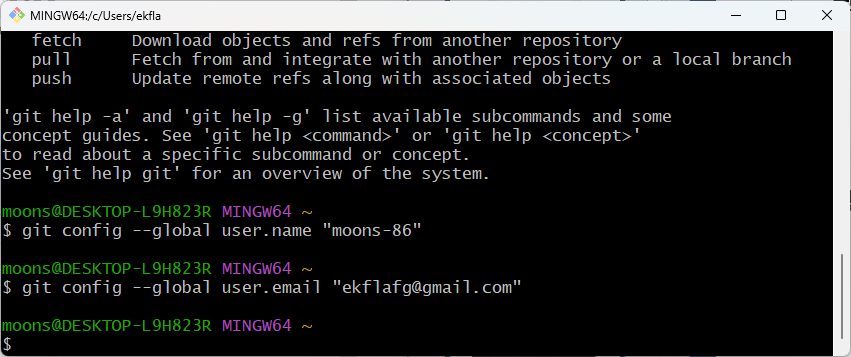 MINGW64:/c/Users/ekfla
fetch     Download objects and refs from another repository
pull      Fetch from and integrate with another repository or a local branch
push      Update remote refs along with associated objects
'git help -a' and 'git help -g' list available subcommands and some
concept guides. See 'git help <command>' or 'git help <concept>'
to read about a specific subcommand or concept.
See 'git help git' for an overview of the system.
moons@DESKTOP-L9H823R MINGW64 ~
$ git config --global user.name "moons-86"
moons@DESKTOP-L9H823R MINGW64 ~
$ git config --global user.email "ekflafg@gmail.com"
moons@DESKTOP-L9H823R MINGW64 ~
$